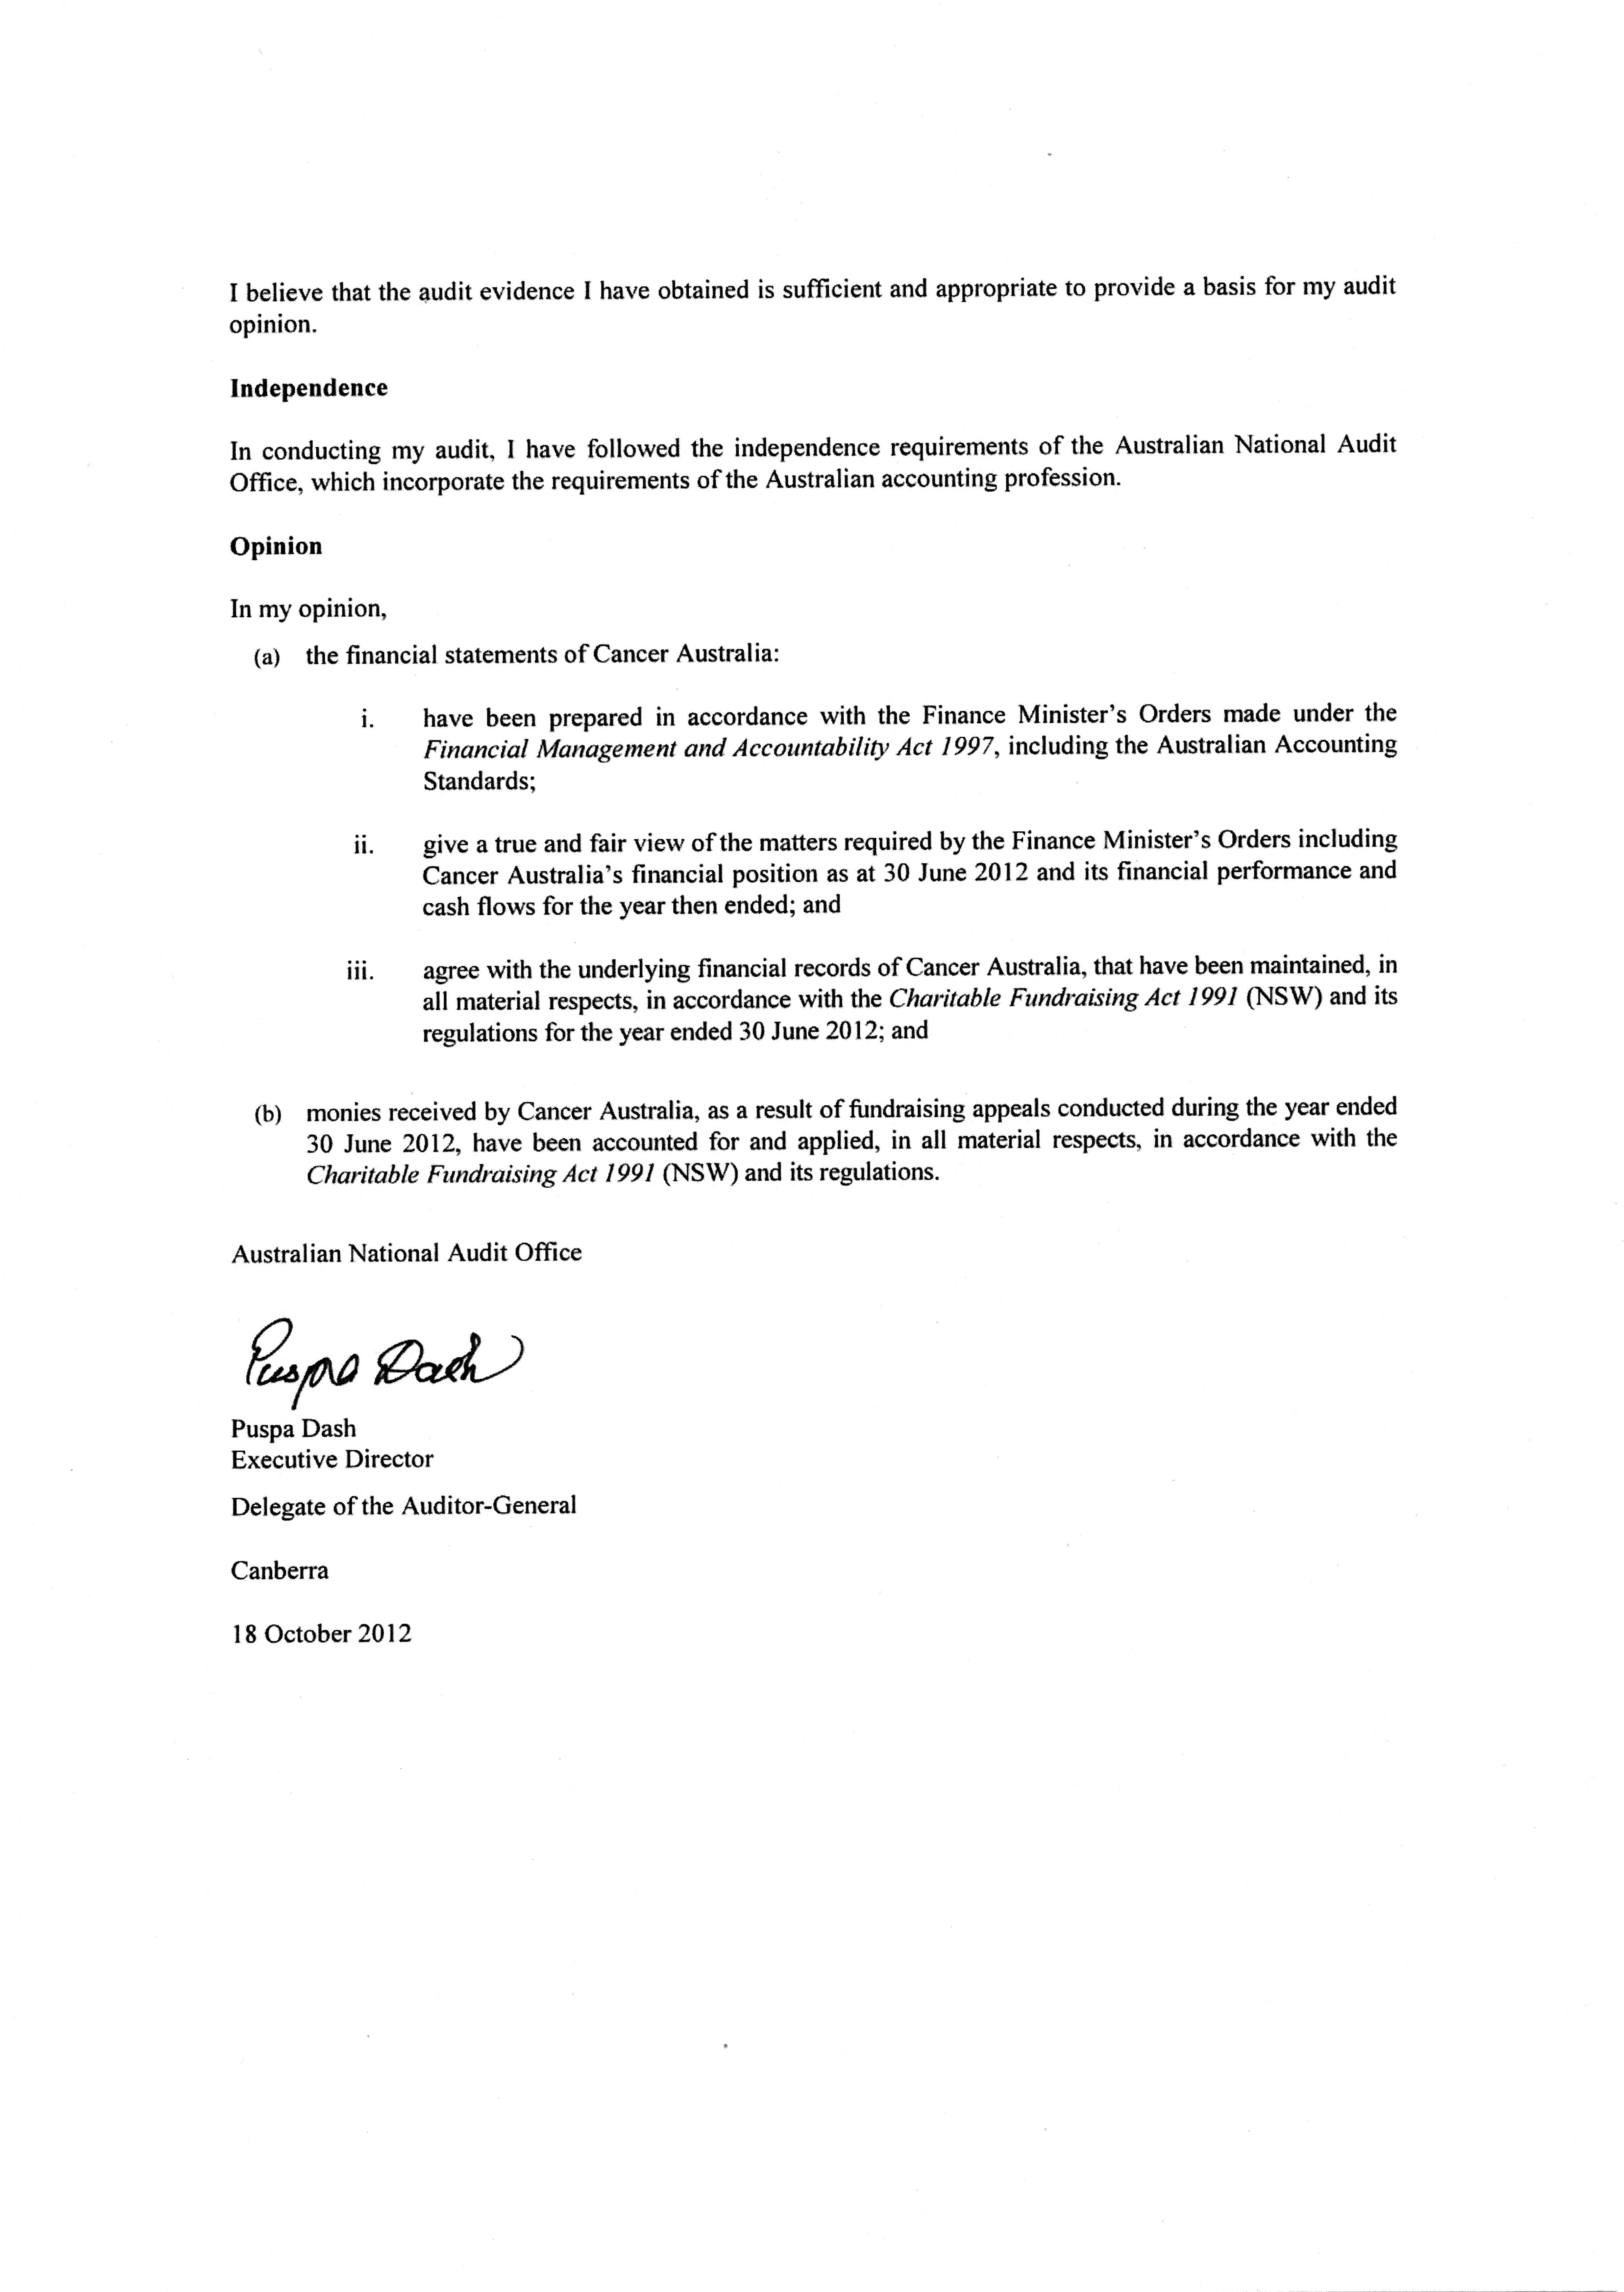 I believe that the audit evidence I have obtained is sufficient and appropriate to provide a basis for my audit
opinion.
Independence
In conducting my audit, I have followed the independence requirements of the Australian National Audit
Office, which incorporate the requirements of the Australian accounting profession.
Opinion
In my opinion,
(a) the financial statements of Cancer Australia:
i. have been prepared in accordance with the Finance Minister's Orders made under the
Financial Management and Accountability Act 1997, including the Australian Accounting
Standards;
ii. give a true and fair view of the matters required by the Finance Minister's Orders including
Cancer Australia's financial position as at 30 June 2012 and its financial performance and
cash flows for the year then ended; and
iii. agree with the underlying financial records of Cancer Australia, that have been maintained, in
all material respects, in accordance with the Charitable Fundraising Act 1991 (NSW) and its
regulations for the year ended 30 June 2012; and
(b) monies received by Cancer Australia, as a result of fundraising appeals conducted during the year ended
30 June 2012, have been accounted for and applied, in all material respects, in accordance with the
Charitable Fundraising Act 1991 (NSW) and its regulations.
Australian National Audit Office
Puspa Dash
Puspa Dash
Executive Director
Delegate of the Auditor-General
Canberra
18 October 2012